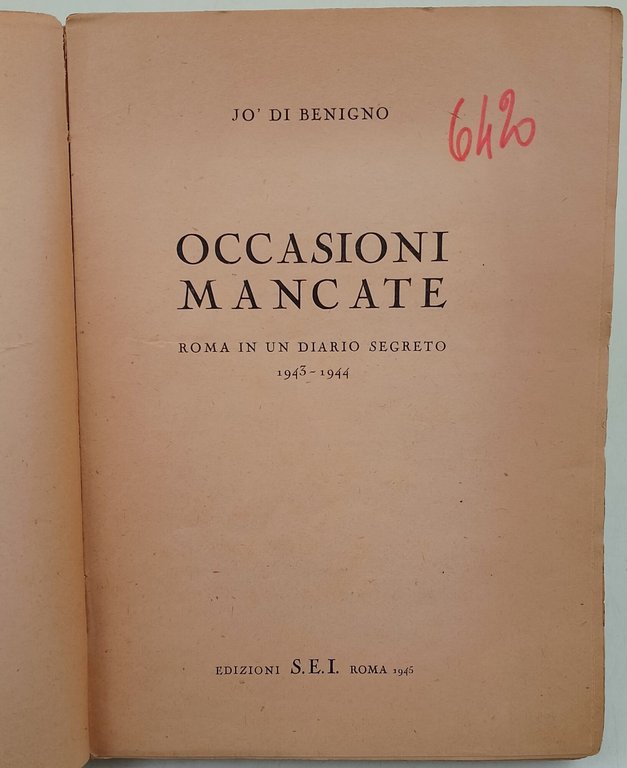 JO' DI BENIGNO
6420
OCCASIONI
MANCATE
ROMA IN UN DIARIO SEGRETO
1943-1944
EDIZIONI S.E.I. ROMA 1945